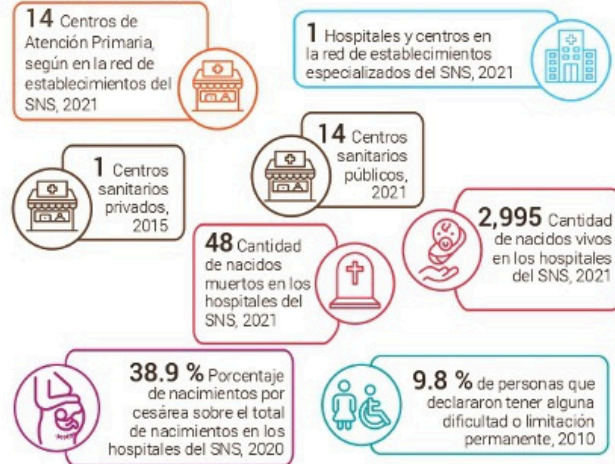 14 Centros de
Atención Primaria,
según en la red de
establecimientos del
SNS, 2021
1 Hospitales y centros en
la red de establecimientos
especializados del SNS, 2021
1 Centros
sanitarios
privados,
2015
14 Centros
sanitarios
públicos,
2021
48 Cantidad
de nacidos
muertos en los
hospitales del
SNS, 2021
2,995 Cantidad
de nacidos vivos
en los hospitales
del SNS, 2021
38.9 % Porcentaje
de nacimientos por
cesárea sobre el total
de nacimientos en los
hospitales del SNS, 2020
9.8 % de personas que
declararon tener alguna
dificultad o limitación
permanente, 2010